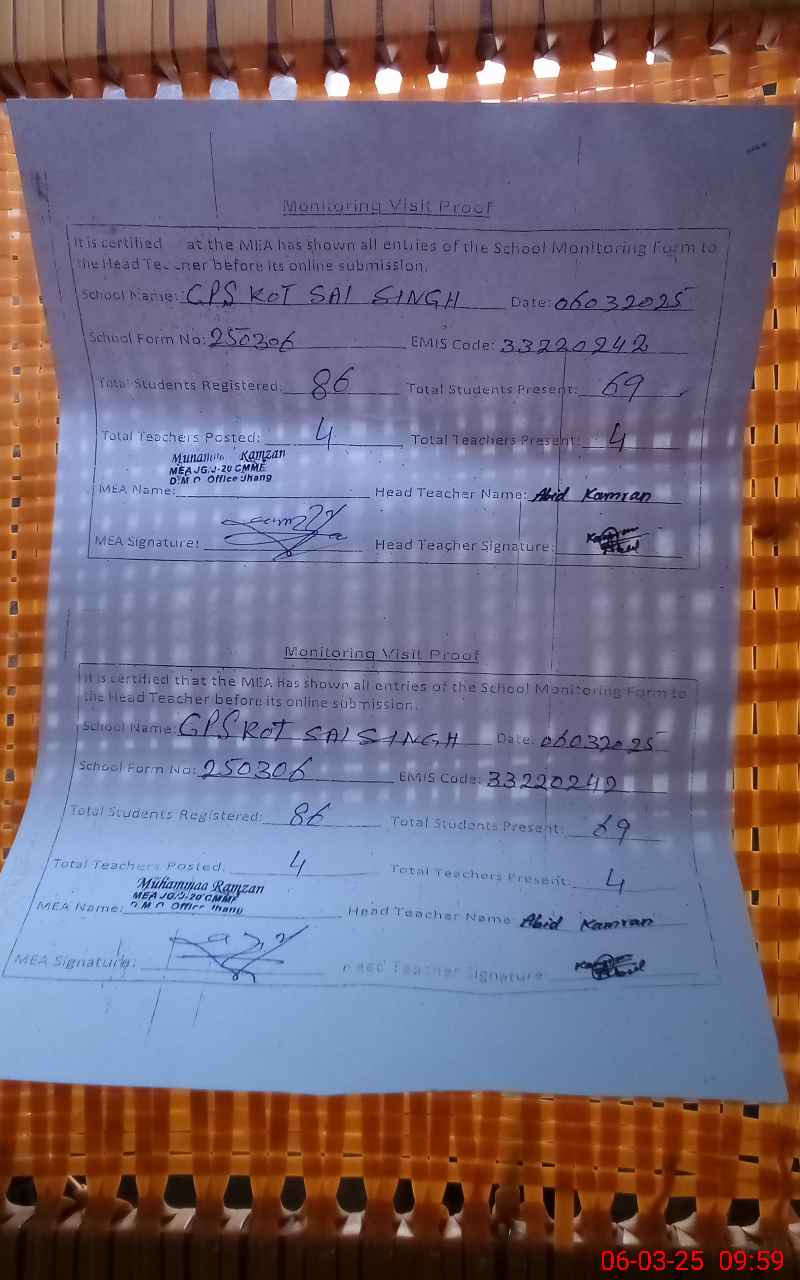 Monitoring Visit Proof
It is certified at the MEA has shown all entries of the School Monitoring Form to
the Head Te ner before its online submission.
School Name: GPS KOT SAI SINGH Date: 06032025
School Form No: 250306 EMIS Code: 33220242
Total Students Registered: 86 Total Students Present: 69
Total Teachers Posted: 4 Total Teachers Present: 4
Ramzan
MEA JG/J-20 CMMF
Office Jhang
MEA Name: Head Teacher Name: Abid Kamran
MEA Signature: Head Teacher Signature:
Monitoring Visit Proof
It is certified that the MEA has shown all entries of the School Monitoring Form to
the Head Teacher before its online submission.
School Name: GPS KOT SAI SINGH Date: 06032025
School Form No: 250306 EMIS Code: 33220242
Total Students Registered: 86 Total Students Present: 69
Total Teachers Posted: 4 Total Teachers Present: 4
Muhammad Ramzan
MEA JG/J-20 CMMF
Office Jhang
MEA Name: Head Teacher Name: Abid Kamran
MEA Signature: Head Teacher Signature:
06-03-25 09:59